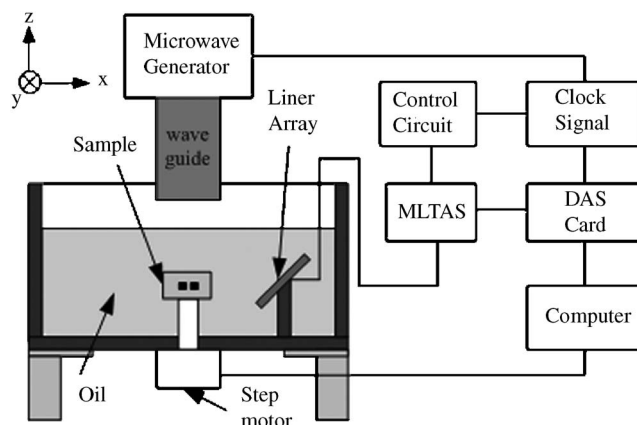 z
y
x
Microwave
Generator
Liner
Array
Control
Circuit
Clock
Signal
wave
guide
Sample
MLTAS
DAS
Card
Computer
Oil
Step
motor